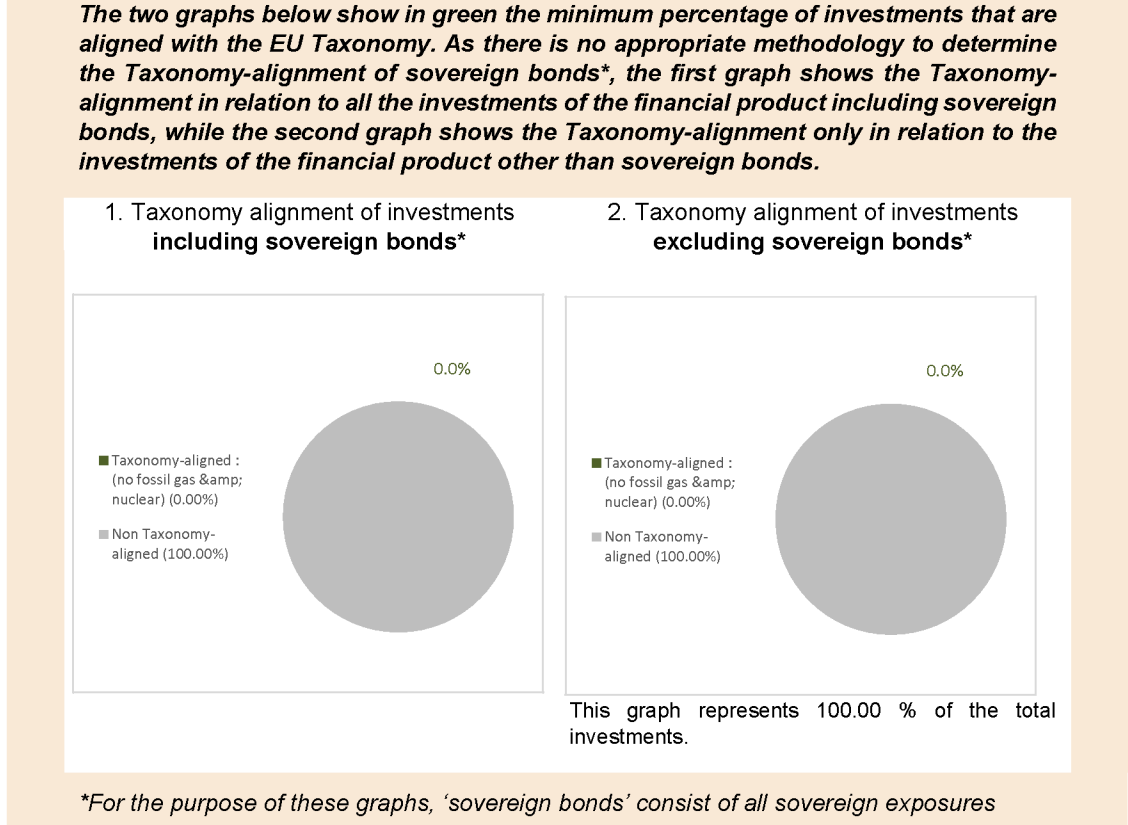 The two graphs below show in green the minimum percentage of investments that are
aligned with the EU Taxonomy. As there is no appropriate methodology to determine
the Taxonomy-alignment of sovereign bonds*, the first graph shows the Taxonomy-
alignment in relation to all the investments of the financial product including sovereign
bonds, while the second graph shows the Taxonomy-alignment only in relation to the
investments of the financial product other than sovereign bonds.
1. Taxonomy alignment of investments
including sovereign bonds*
0.0%
Taxonomy-aligned :
(no fossil gas &amp;
nuclear) (0.00%)
Non Taxonomy-
aligned (100.00%)
2. Taxonomy alignment of investments
excluding sovereign bonds*
0.0%
Taxonomy-aligned :
(no fossil gas &amp;
nuclear) (0.00%)
Non Taxonomy-
aligned (100.00%)
This graph represents 100.00 % of the total
investments.
*For the purpose of these graphs, ‘sovereign bonds’ consist of all sovereign exposures